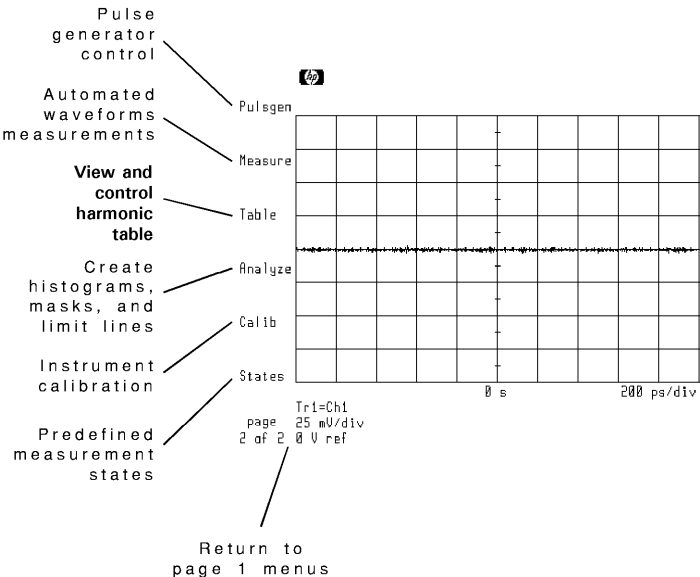 Pulse
generator
control
hp
Pulsgen
Automated
waveforms
measurements
Measure
View and
control
harmonic
table
Table
Create
histograms,
masks, and
limit lines
Analyze
Instrument
calibration
Calib
Predefined
measurement
states
States
0 s
200 ps/div
Tr1=Ch1
page 25 mV/div
2 of 2 0 V ref
Return to
page 1 menus